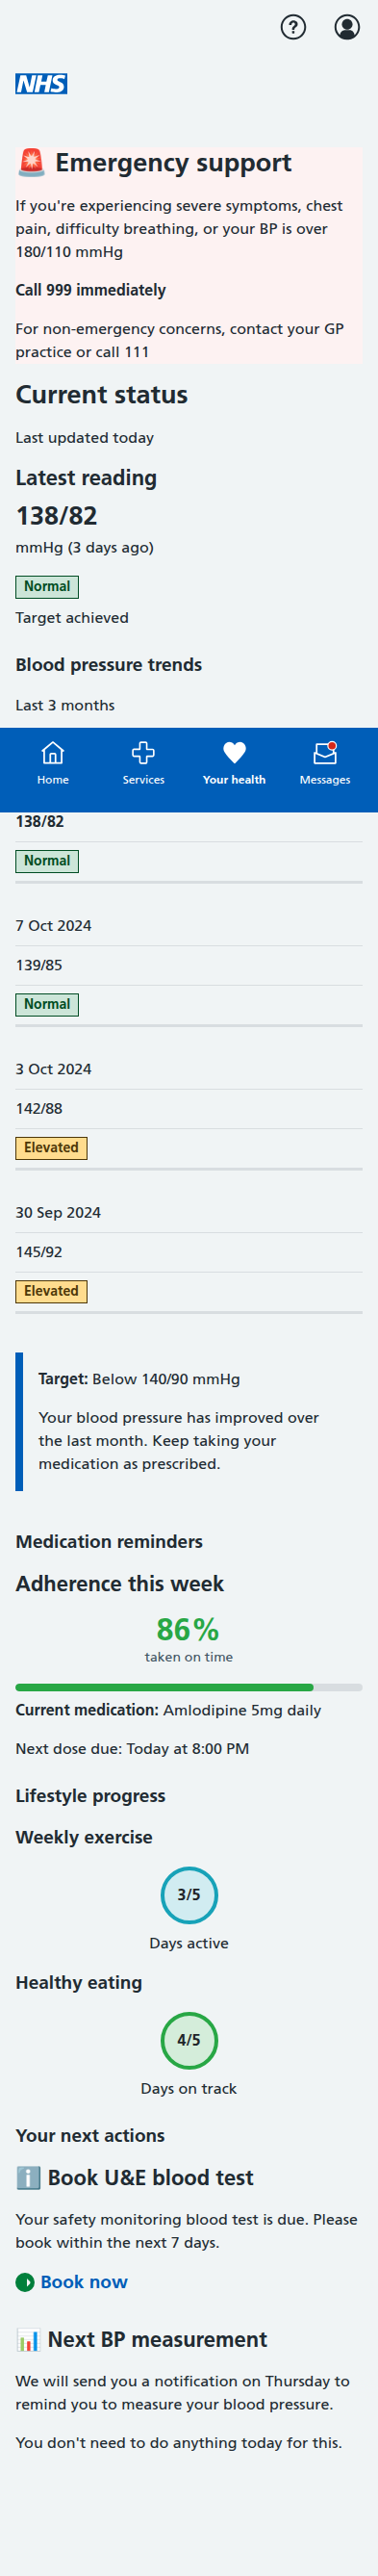 ?
NHS
🚨 Emergency support
If you're experiencing severe symptoms, chest
pain, difficulty breathing, or your BP is over
180/110 mmHg
Call 999 immediately
For non-emergency concerns, contact your GP
practice or call 111
Current status
Last updated today
Latest reading
138/82
mmHg (3 days ago)
Normal
Target achieved
Blood pressure trends
Last 3 months
Home Services Your health Messages
138/82
Normal
7 Oct 2024
139/85
Normal
3 Oct 2024
142/88
Elevated
30 Sep 2024
145/92
Elevated
Target: Below 140/90 mmHg
Your blood pressure has improved over
the last month. Keep taking your
medication as prescribed.
Medication reminders
Adherence this week
86%
taken on time
Current medication: Amlodipine 5mg daily
Next dose due: Today at 8:00 PM
Lifestyle progress
Weekly exercise
3/5
Days active
Healthy eating
4/5
Days on track
Your next actions
ℹ️ Book U&E blood test
Your safety monitoring blood test is due. Please
book within the next 7 days.
Book now
📊 Next BP measurement
We will send you a notification on Thursday to
remind you to measure your blood pressure.
You don't need to do anything today for this.